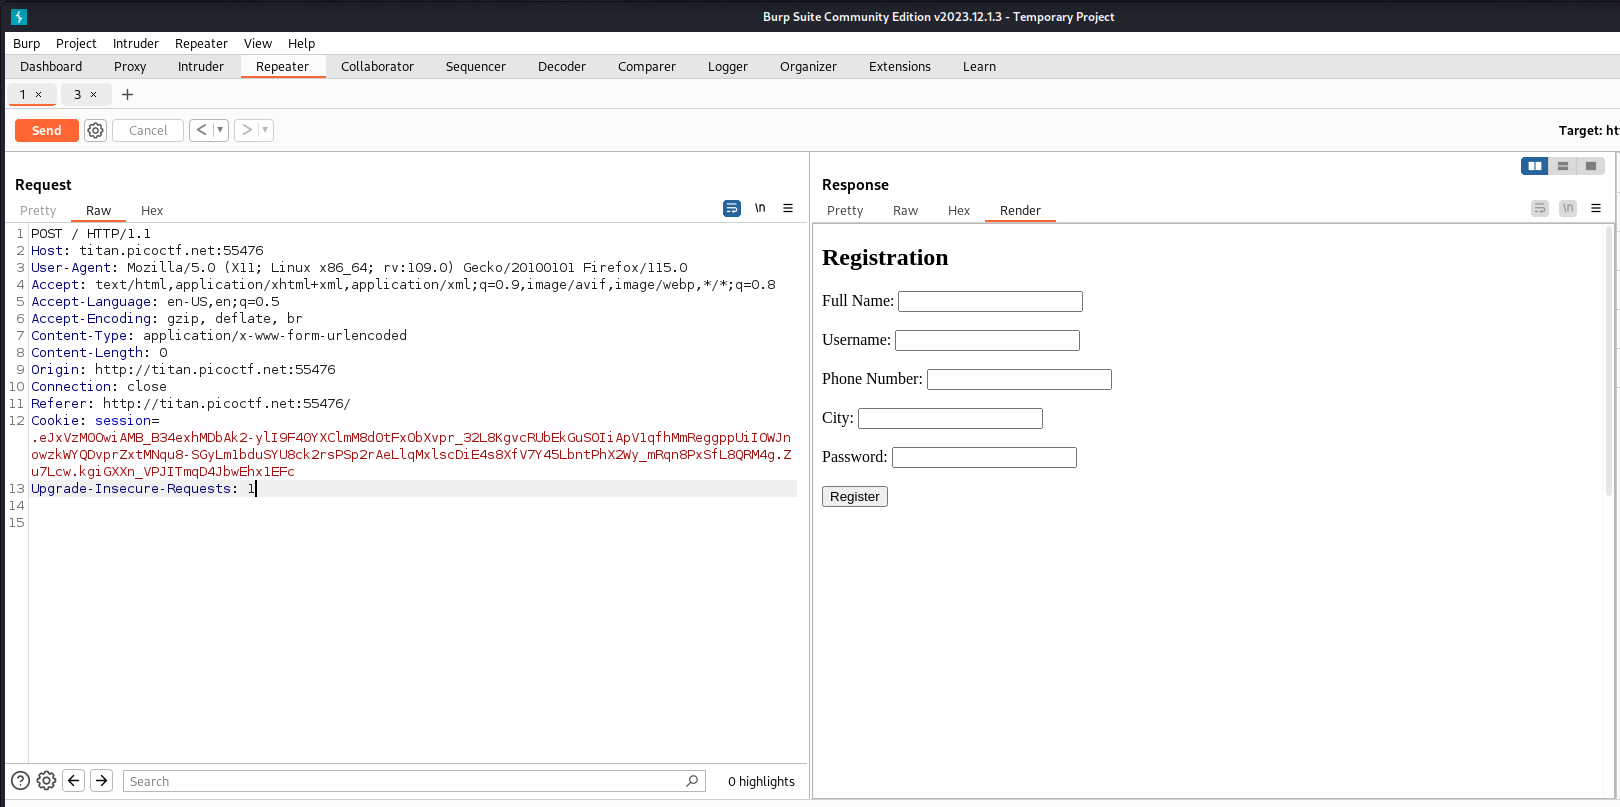 Burp Suite Community Edition v2023.12.1.3 - Temporary Project
Burp Project Intruder Repeater View Help
Dashboard Proxy Intruder Repeater Collaborator Sequencer Decoder Comparer Logger Organizer Extensions Learn
1 × 3 × +
Send Cancel < >
Target: ht
Request
Pretty Raw Hex \n
1 POST / HTTP/1.1
2 Host: titan.picoctf.net:55476
3 User-Agent: Mozilla/5.0 (X11; Linux x86_64; rv:109.0) Gecko/20100101 Firefox/115.0
4 Accept: text/html,application/xhtml+xml,application/xml;q=0.9,image/avif,image/webp,*/*;q=0.8
5 Accept-Language: en-US,en;q=0.5
6 Accept-Encoding: gzip, deflate, br
7 Content-Type: application/x-www-form-urlencoded
8 Content-Length: 0
9 Origin: http://titan.picoctf.net:55476
10 Connection: close
11 Referer: http://titan.picoctf.net:55476/
12 Cookie: session=
.eJxVzM0OwiAMB_B34exhMDbAk2-ylI9F4OYXClmM8dOtFxObXvpr_32L8KgvcRUbEkGuSOIiApV1qfhMmReggppUiIOWJn
owzkWYQDvprZxtMNqu8-SGyLm1bduSYU8ck2rsPSp2rAeLlqMxlscDiE4s8XfV7Y45LbntPhX2Wy_mRqn8PxSfL8QRM4g.Z
u7Lcw.kgiGXXn_VPJITmqD4JbwEhx1EFc
13 Upgrade-Insecure-Requests: 1
14
15
Search
0 highlights
Response
Pretty Raw Hex Render \n
Registration
Full Name:
Username:
Phone Number:
City:
Password:
Register